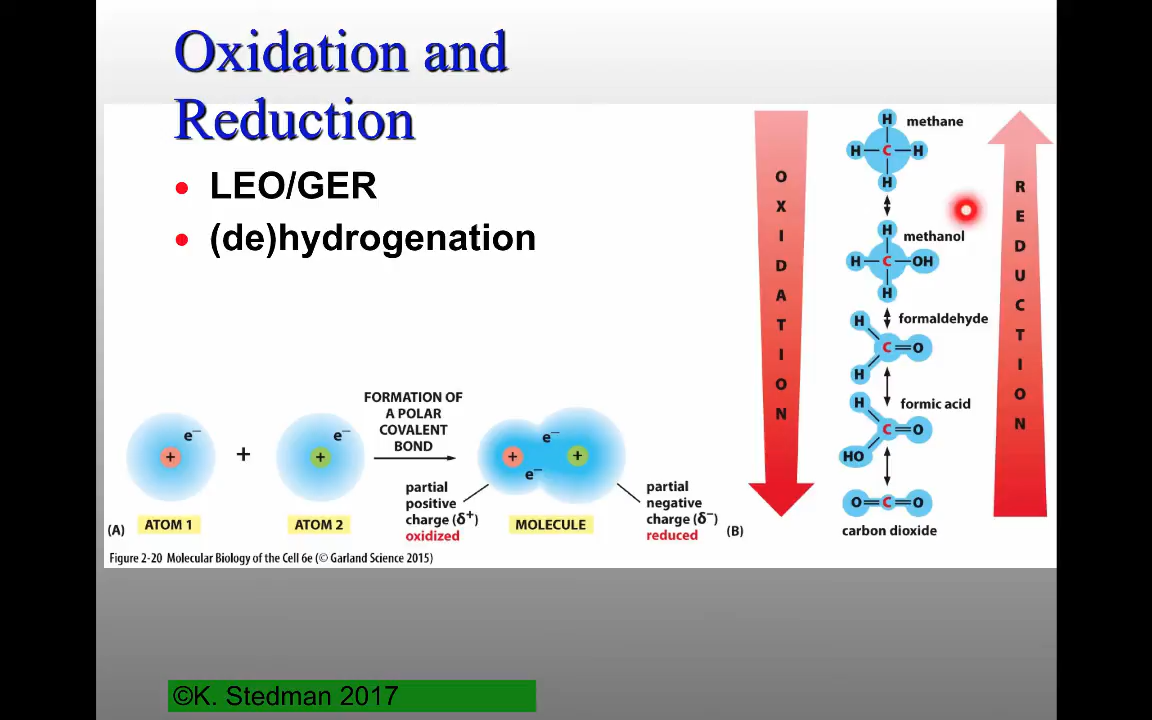 Oxidation and
Reduction
LEO/GER
(de)hydrogenation
FORMATION OF
A POLAR
COVALENT
BOND
e⁻
+
+
e⁻
+
e⁻
e⁻
+
+
partial
positive
charge (δ⁺)
oxidized
partial
negative
charge (δ⁻)
reduced
(A)
ATOM 1
ATOM 2
MOLECULE
(B)
OXIDATION
H
methane
H C H
H
H
methanol
H C OH
H
H
formaldehyde
C O
H
H
formic acid
C O
HO
O C O
carbon dioxide
REDUCTION
Figure 2-20 Molecular Biology of the Cell 6e (© Garland Science 2015)
©K. Stedman 2017